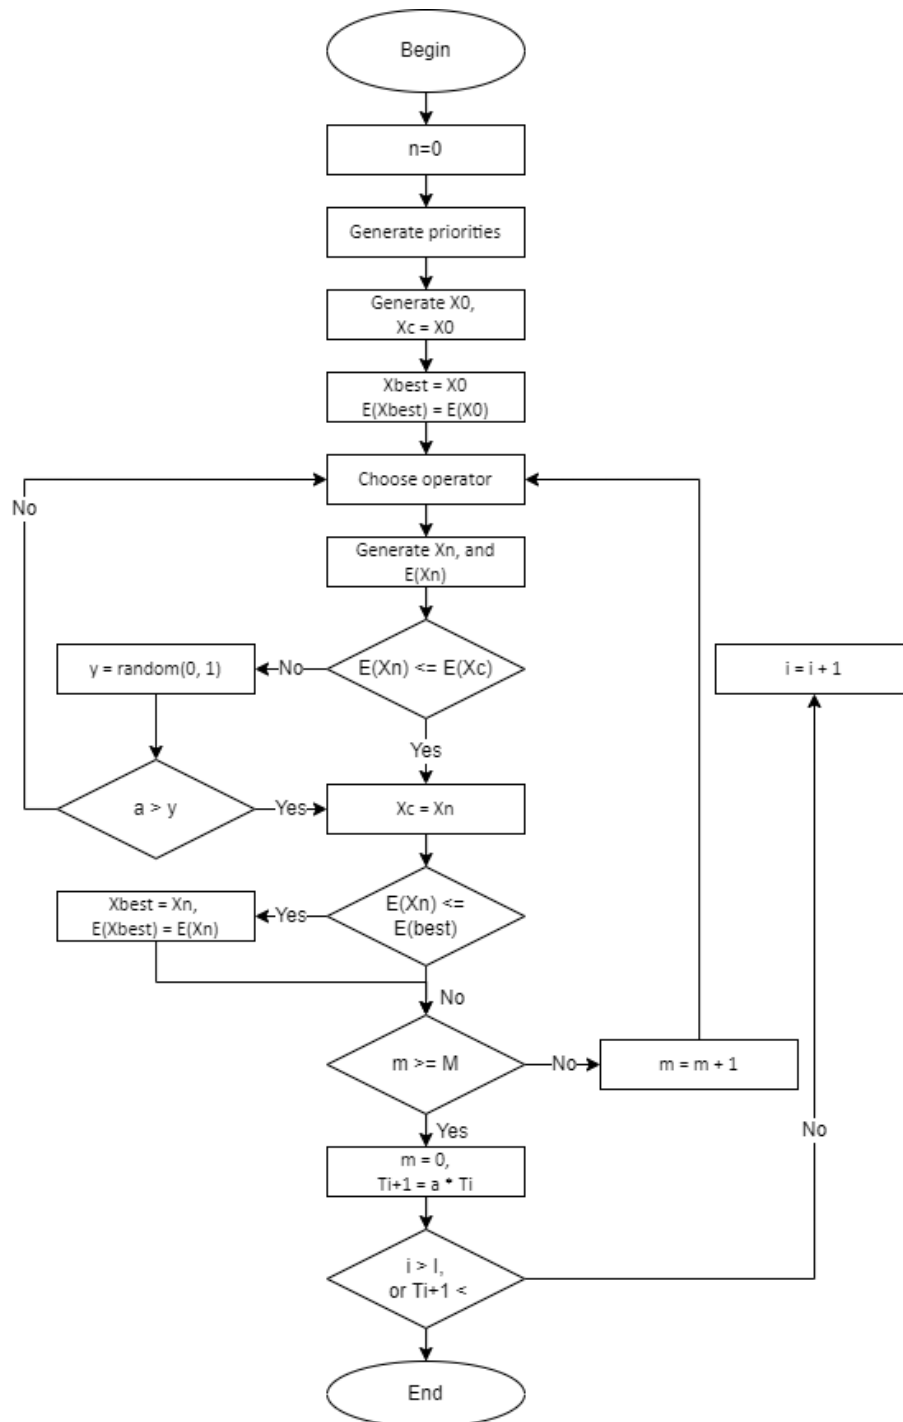 Begin
n=0
Generate priorities
Generate X0,
Xc = X0
Xbest = X0
E(Xbest) = E(X0)
Choose operator
No
Generate Xn, and
E(Xn)
y = random(0, 1)
No
E(Xn) <= E(Xc)
i = i + 1
Yes
a > y
Yes
Xc = Xn
Xbest = Xn,
E(Xbest) = E(Xn)
Yes
E(Xn) <=
E(best)
No
m >= M
No
m = m + 1
Yes
No
m = 0,
Ti+1 = a * Ti
i > I,
or Ti+1 <
End